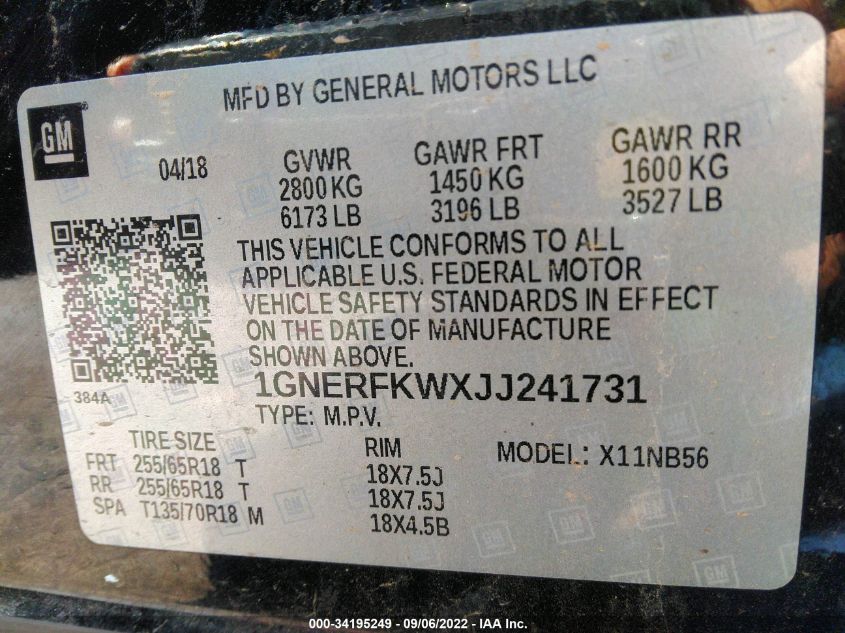 MFD BY GENERAL MOTORS LLC
GM
04/18 GVWR GAWR FRT GAWR RR
2800 KG 1450 KG 1600 KG
6173 LB 3196 LB 3527 LB
THIS VEHICLE CONFORMS TO ALL
APPLICABLE U.S. FEDERAL MOTOR
VEHICLE SAFETY STANDARDS IN EFFECT
ON THE DATE OF MANUFACTURE
SHOWN ABOVE.
384A
1GNERFKWXJJ241731
TYPE: M.P.V.
TIRE SIZE RIM MODEL: X11NB56
FRT 255/65R18 T 18X7.5J
RR 255/65R18 T 18X7.5J
SPA T135/70R18 M 18X4.5B
000-34195249 - 09/06/2022 - IAA Inc.